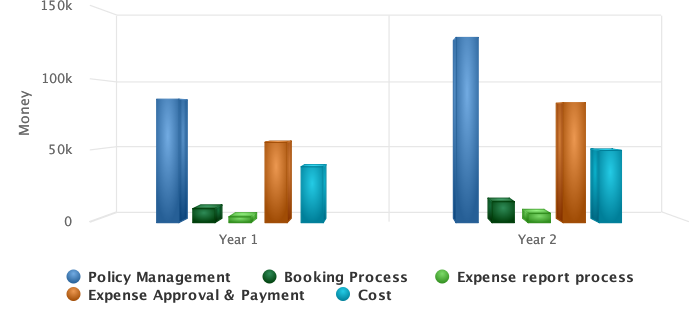 150k
100k
50k
0
Money
Year 1 Year 2
Policy Management Booking Process Expense report process
Expense Approval & Payment Cost